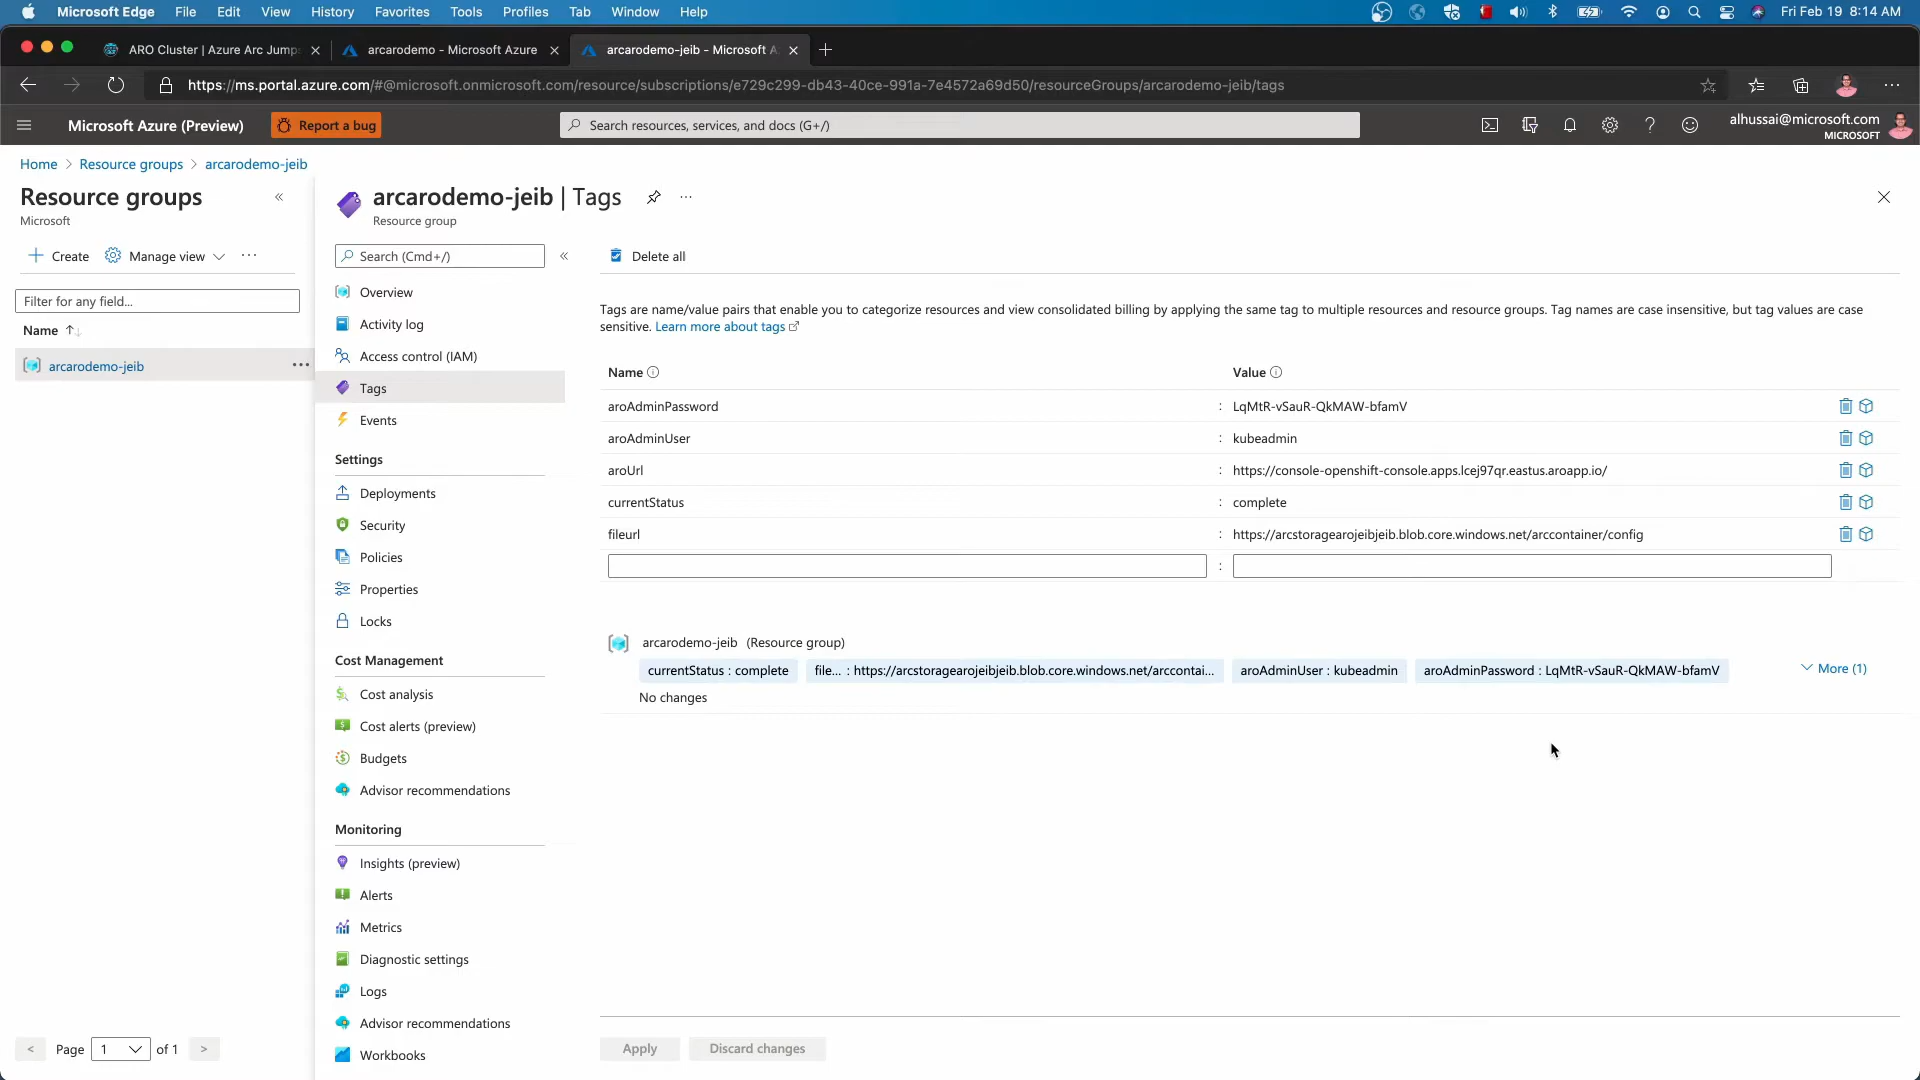 Microsoft Edge File Edit View History Favorites Tools Profiles Tab Window Help Fri Feb 19 8:14 AM
ARO Cluster | Azure Arc Jump
arcarodemo - Microsoft Azure
arcarodemo-jeib - Microsoft A
https://ms.portal.azure.com/#@microsoft.onmicrosoft.com/resource/subscriptions/e729c299-db43-40ce-991a-7e4572a69d50/resourceGroups/arcarodemo-jeib/tags
Microsoft Azure (Preview)
Report a bug
Search resources, services, and docs (G+/)
alhussai@microsoft.com
MICROSOFT
Home > Resource groups > arcarodemo-jeib
Resource groups
Microsoft
Create
Manage view
Filter for any field...
Name
arcarodemo-jeib
Page 1 of 1
arcarodemo-jeib | Tags
Resource group
Search (Cmd+/)
Overview
Activity log
Access control (IAM)
Tags
Events
Settings
Deployments
Security
Policies
Properties
Locks
Cost Management
Cost analysis
Cost alerts (preview)
Budgets
Advisor recommendations
Monitoring
Insights (preview)
Alerts
Metrics
Diagnostic settings
Logs
Advisor recommendations
Workbooks
Delete all
Tags are name/value pairs that enable you to categorize resources and view consolidated billing by applying the same tag to multiple resources and resource groups. Tag names are case insensitive, but tag values are case
sensitive. Learn more about tags
Name Value
aroAdminPassword : LqMtR-vSauR-QkMAW-bfamV
aroAdminUser : kubeadmin
aroUrl : https://console-openshift-console.apps.lcej97qr.eastus.aroapp.io/
currentStatus : complete
fileurl : https://arcstoragearojeibjeib.blob.core.windows.net/arccontainer/config
:
arcarodemo-jeib (Resource group)
currentStatus : complete file... : https://arcstoragearojeibjeib.blob.core.windows.net/arccontai... aroAdminUser : kubeadmin aroAdminPassword : LqMtR-vSauR-QkMAW-bfamV More (1)
No changes
Apply
Discard changes